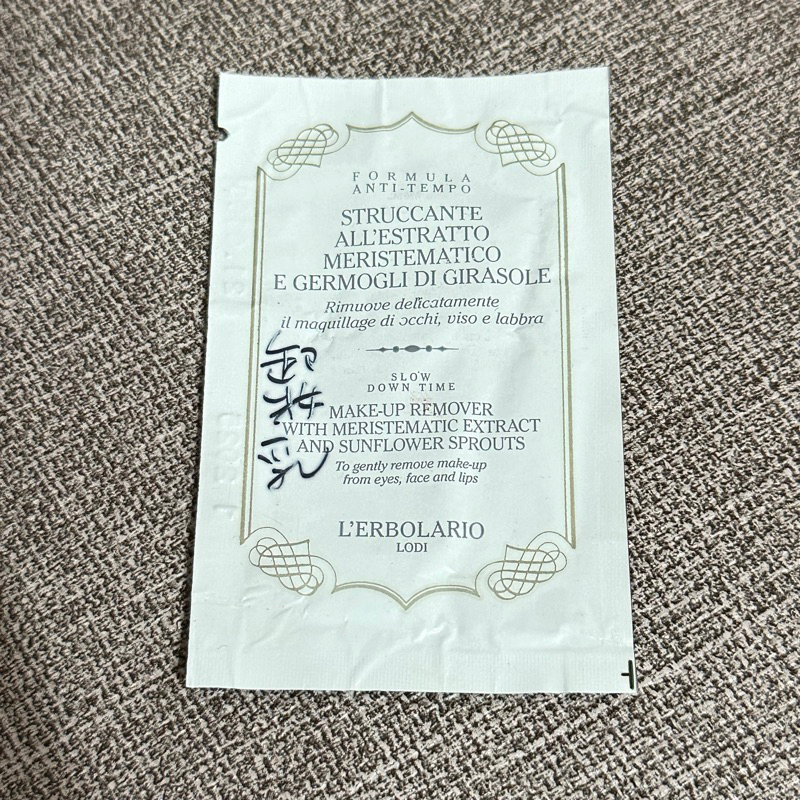 FORMULA
ANTI-TEMPO
STRUCCANTE
ALL'ESTRATTO
MERISTEMATICO
E GERMOGLI DI GIRASOLE
Rimuove delicatamente
il maquillage di occhi, viso e labbra
SLOW
DOWN TIME
MAKE-UP REMOVER
WITH MERISTEMATIC EXTRACT
AND SUNFLOWER SPROUTS
To gently remove make-up
from eyes, face and lips
L'ERBOLARIO
LODI